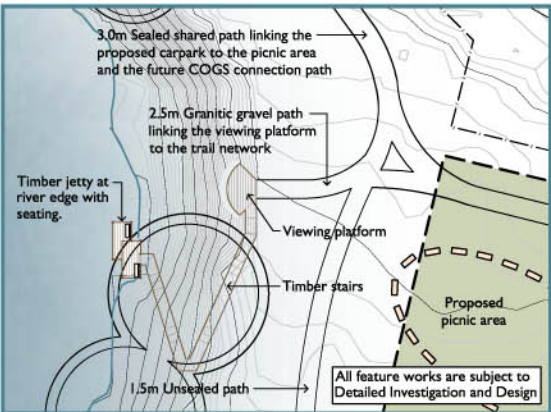 3.0m Sealed shared path linking the
proposed carpark to the picnic area
and the future COGS connection path
2.5m Granitic gravel path
linking the viewing platform
to the trail network
Timber jetty at
river edge with
seating.
Viewing platform
Timber stairs
Proposed
picnic area
1.5m Unsealed path
All feature works are subject to
Detailed Investigation and Design